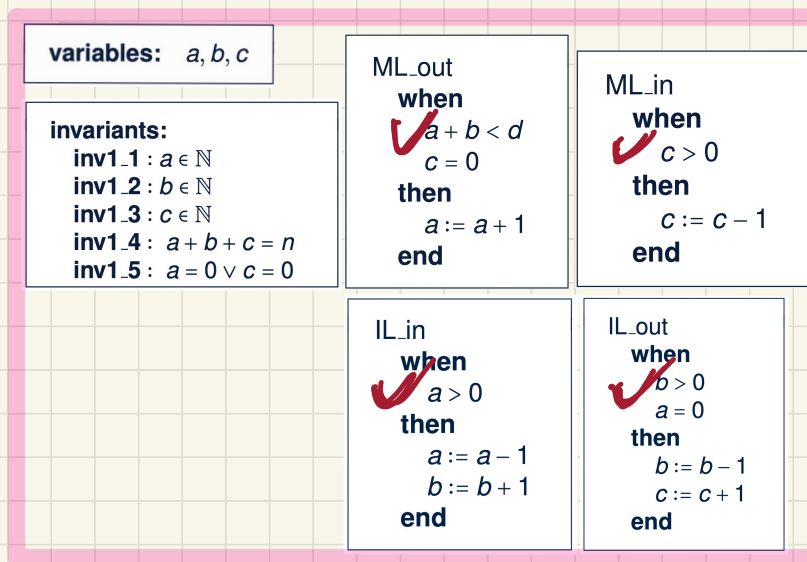 variables: a, b, c
invariants:
inv1_1 : a ∈ ℕ
inv1_2 : b ∈ ℕ
inv1_3 : c ∈ ℕ
inv1_4 : a + b + c = n
inv1_5 : a = 0 ∨ c = 0
ML_out
when
a + b < d
c = 0
then
a := a + 1
end
ML_in
when
c > 0
then
c := c − 1
end
IL_in
when
a > 0
then
a := a − 1
b := b + 1
end
IL_out
when
b > 0
a = 0
then
b := b − 1
c := c + 1
end